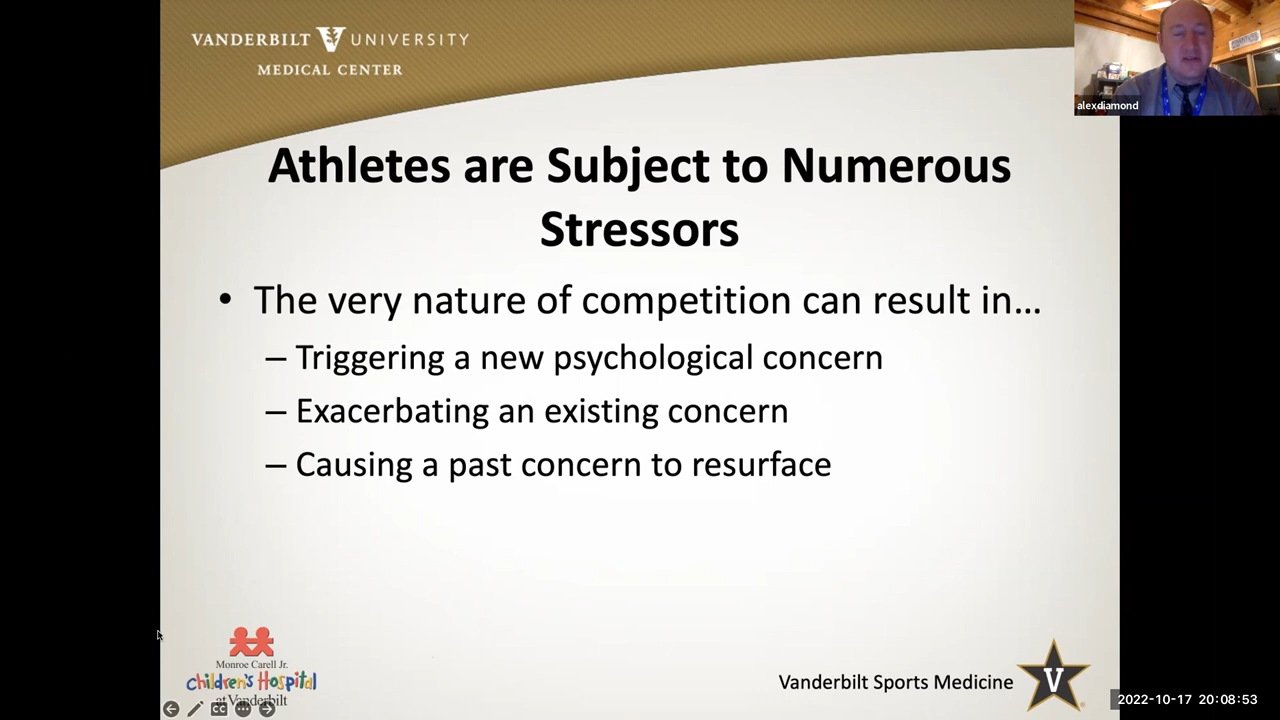 VANDERBILT V UNIVERSITY
MEDICAL CENTER
alexdiamond
Athletes are Subject to Numerous
Stressors
• The very nature of competition can result in…
– Triggering a new psychological concern
– Exacerbating an existing concern
– Causing a past concern to resurface
Monroe Carell Jr.
Children's Hospital
at Vanderbilt
CC
Vanderbilt Sports Medicine
V
2022-10-17 20:08:53